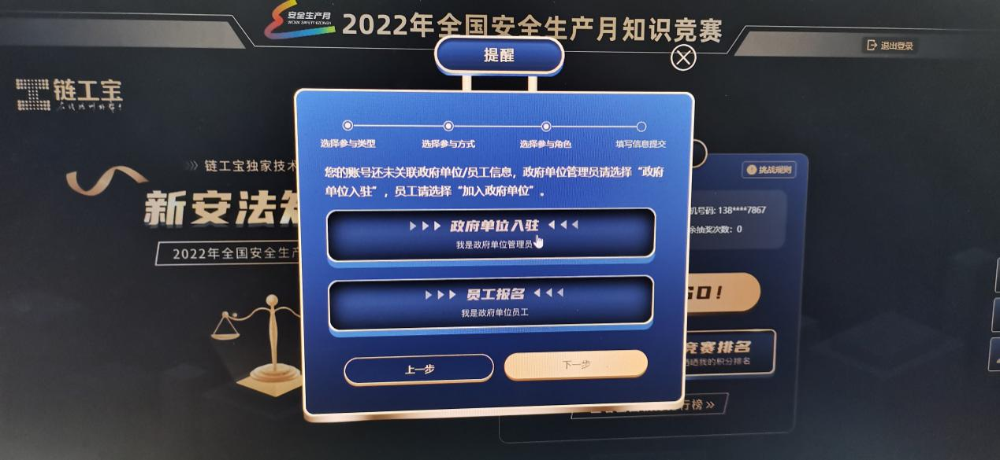 安全生产月
2022年全国安全生产月知识竞赛
提醒
退出登录
链工宝
选择参与类型
选择参与方式
选择参与角色
填写信息提交
链工宝独家技术
挑战规则
您的账号还未关联政府单位/员工信息，政府单位管理员请选择“政府
单位入驻”，员工请选择“加入政府单位”。
新安法知
机号码: 138****7867
余抽奖次数：0
政府单位入驻
我是政府单位管理员
2022年全国安全生产
员工报名
我是政府单位员工
GO!
竞赛排名
晒晒我的积分排名
上一步
下一步
行榜